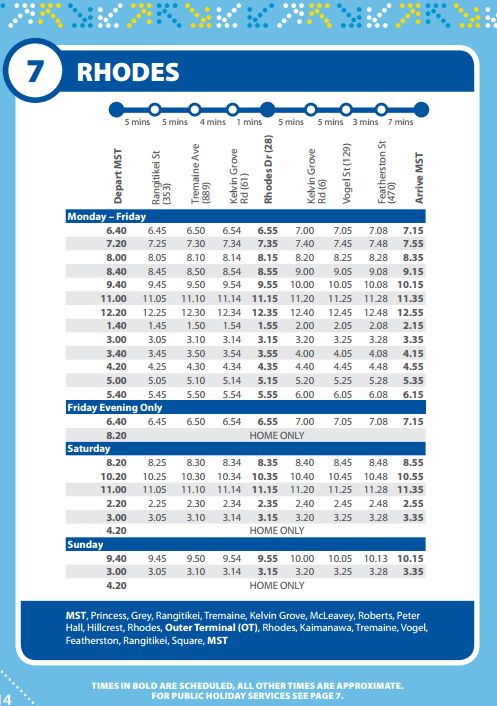 7 RHODES
5 mins 5 mins 4 mins 1 mins 5 mins 5 mins 3 mins 7 mins
Depart MST
Rangitikei St (353)
Tremaine Ave (889)
Kelvin Grove Rd (61)
Rhodes Dr (28)
Kelvin Grove Rd (6)
Vogel St (129)
Featherston St (470)
Arrive MST
Monday – Friday
6.40 6.45 6.50 6.54 6.55 7.00 7.05 7.08 7.15
7.20 7.25 7.30 7.34 7.35 7.40 7.45 7.48 7.55
8.00 8.05 8.10 8.14 8.15 8.20 8.25 8.28 8.35
8.40 8.45 8.50 8.54 8.55 9.00 9.05 9.08 9.15
9.40 9.45 9.50 9.54 9.55 10.00 10.05 10.08 10.15
11.00 11.05 11.10 11.14 11.15 11.20 11.25 11.28 11.35
12.20 12.25 12.30 12.34 12.35 12.40 12.45 12.48 12.55
1.40 1.45 1.50 1.54 1.55 2.00 2.05 2.08 2.15
3.00 3.05 3.10 3.14 3.15 3.20 3.25 3.28 3.35
3.40 3.45 3.50 3.54 3.55 4.00 4.05 4.08 4.15
4.20 4.25 4.30 4.34 4.35 4.40 4.45 4.48 4.55
5.00 5.05 5.10 5.14 5.15 5.20 5.25 5.28 5.35
5.40 5.45 5.50 5.54 5.55 6.00 6.05 6.08 6.15
Friday Evening Only
6.40 6.45 6.50 6.54 6.55 7.00 7.05 7.08 7.15
8.20 HOME ONLY
Saturday
8.20 8.25 8.30 8.34 8.35 8.40 8.45 8.48 8.55
10.20 10.25 10.30 10.34 10.35 10.40 10.45 10.48 10.55
11.00 11.05 11.10 11.14 11.15 11.20 11.25 11.28 11.35
2.20 2.25 2.30 2.34 2.35 2.40 2.45 2.48 2.55
3.00 3.05 3.10 3.14 3.15 3.20 3.25 3.28 3.35
4.20 HOME ONLY
Sunday
9.40 9.45 9.50 9.54 9.55 10.00 10.05 10.13 10.15
3.00 3.05 3.10 3.14 3.15 3.20 3.25 3.28 3.35
4.20 HOME ONLY
MST, Princess, Grey, Rangitikei, Tremaine, Kelvin Grove, McLeavey, Roberts, Peter
Hall, Hillcrest, Rhodes, Outer Terminal (OT), Rhodes, Kaimanawa, Tremaine, Vogel,
Featherston, Rangitikei, Square, MST
TIMES IN BOLD ARE SCHEDULED, ALL OTHER TIMES ARE APPROXIMATE.
FOR PUBLIC HOLIDAY SERVICES SEE PAGE 7.
14